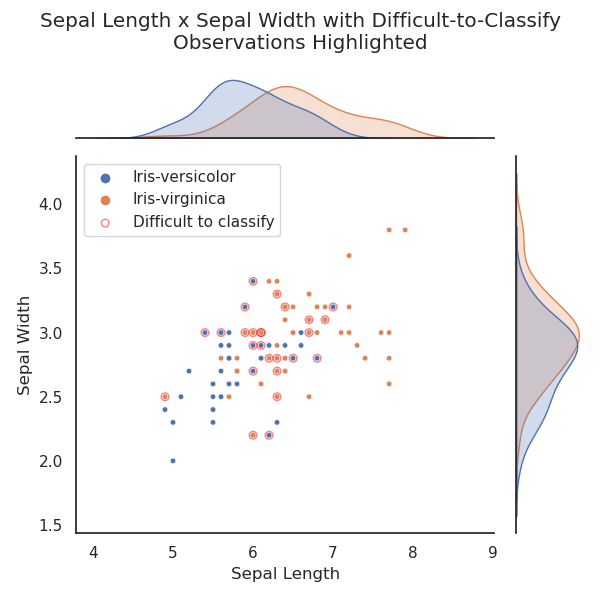 Sepal Length x Sepal Width with Difficult-to-Classify
Observations Highlighted
Iris-versicolor
Iris-virginica
Difficult to classify
4.0
3.5
3.0
2.5
2.0
1.5
Sepal Width
4 5 6 7 8 9
Sepal Length